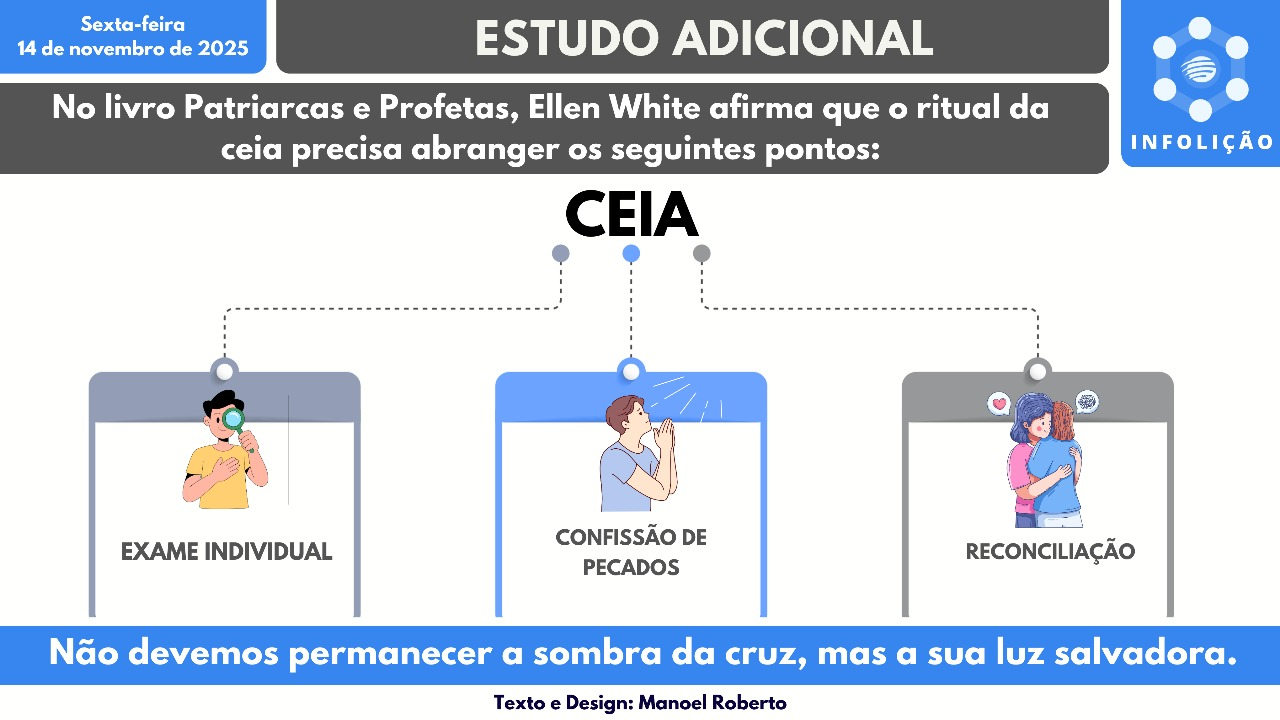 Sexta-feira
14 de novembro de 2025
ESTUDO ADICIONAL
INFOLIÇÃO
No livro Patriarcas e Profetas, Ellen White afirma que o ritual da
ceia precisa abranger os seguintes pontos:
CEIA
EXAME INDIVIDUAL
CONFISSÃO DE
PECADOS
RECONCILIAÇÃO
Não devemos permanecer a sombra da cruz, mas a sua luz salvadora.
Texto e Design: Manoel Roberto